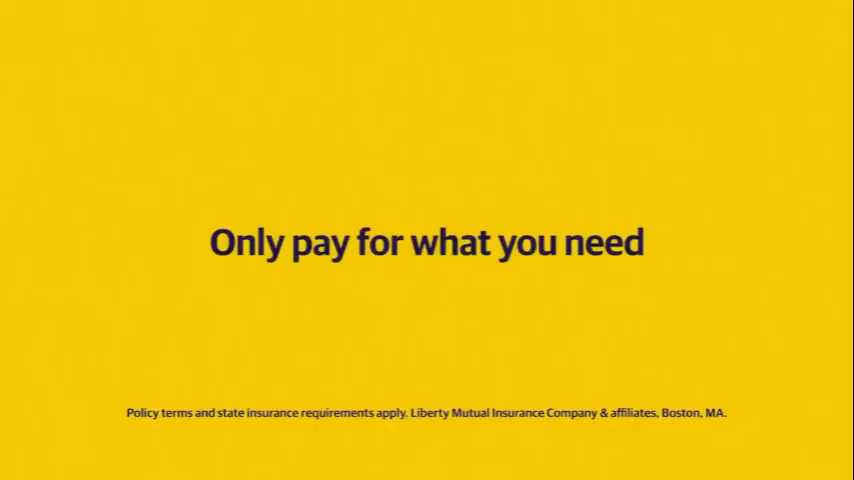 Only pay for what you need
Policy terms and state insurance requirements apply. Liberty Mutual Insurance Company & affiliates, Boston, MA.